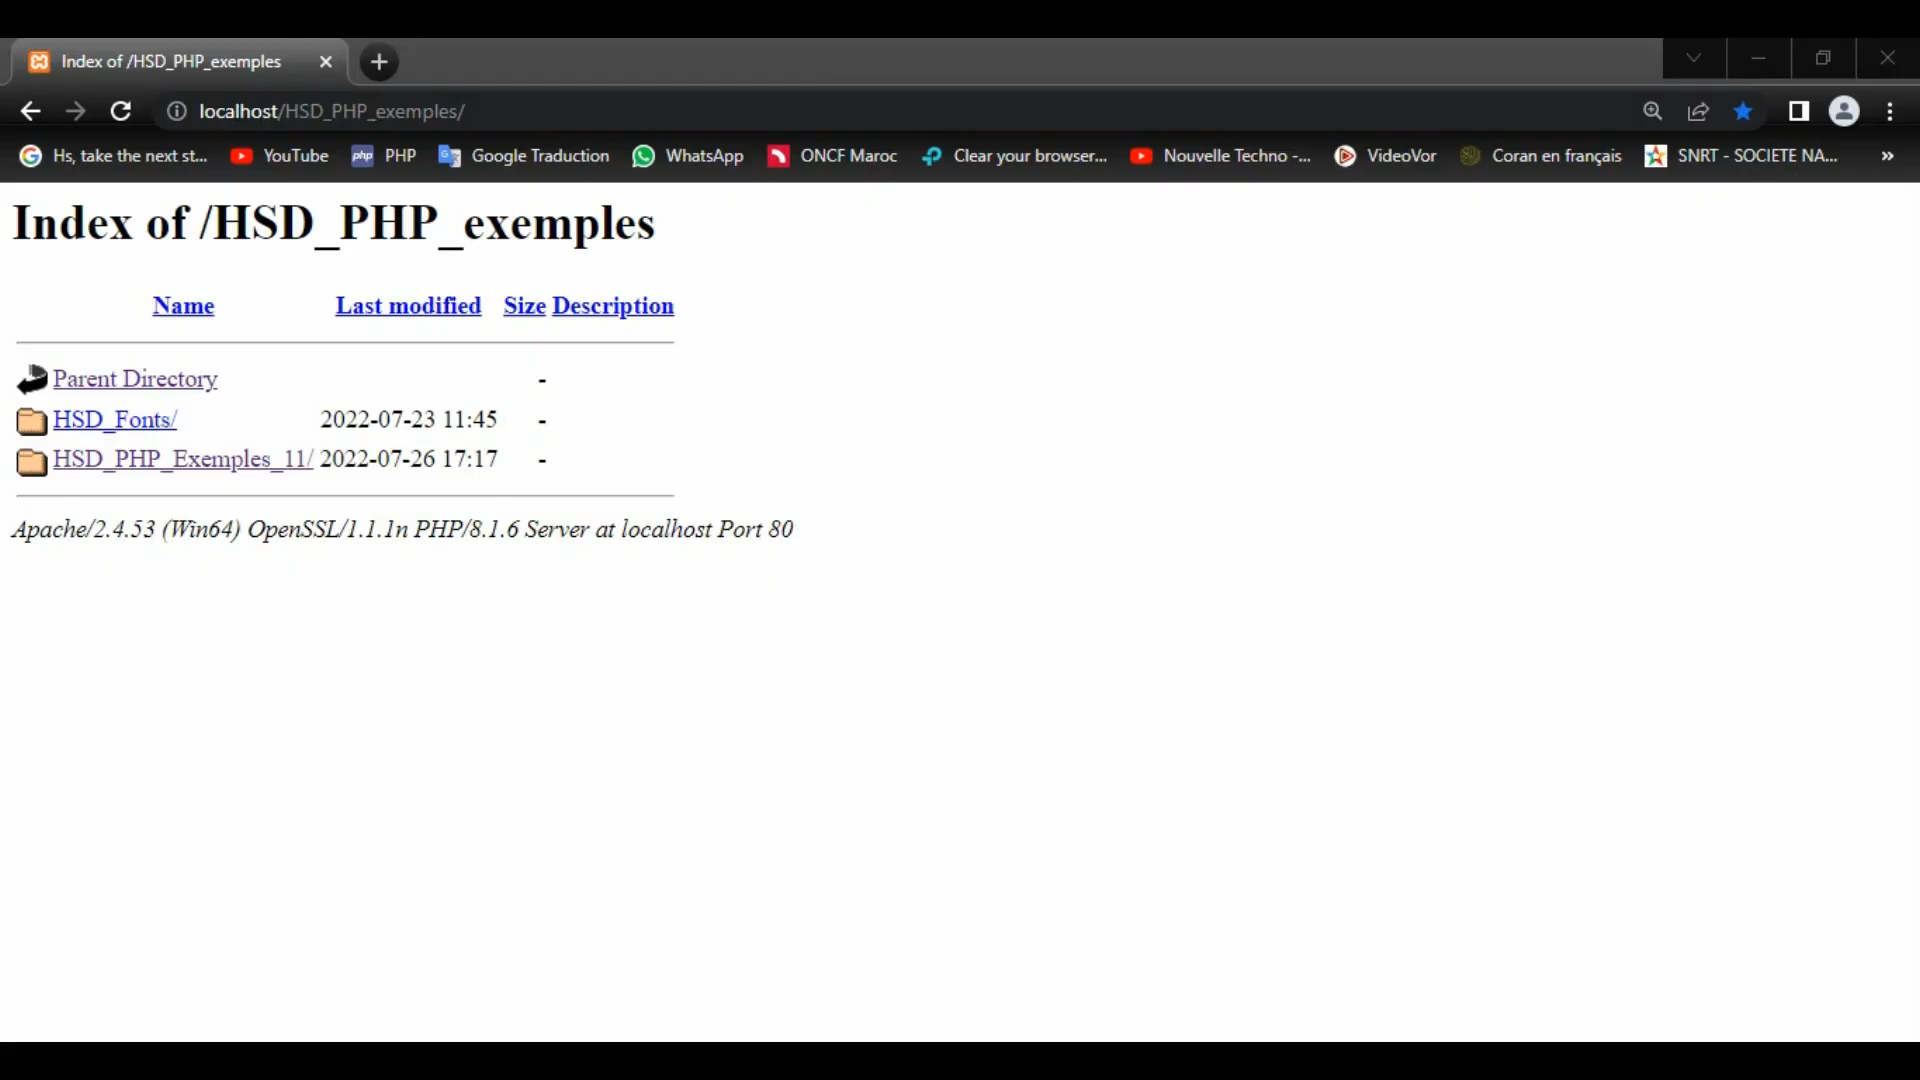 Index of /HSD_PHP_exemples
localhost/HSD_PHP_exemples/
Hs, take the next st... YouTube php PHP Google Traduction WhatsApp ONCF Maroc Clear your browser... Nouvelle Techno -... VideoVor Coran en français SNRT - SOCIETE NA... »
Index of /HSD_PHP_exemples
Name Last modified Size Description
Parent Directory -
HSD_Fonts/ 2022-07-23 11:45 -
HSD_PHP_Exemples_11/ 2022-07-26 17:17 -
Apache/2.4.53 (Win64) OpenSSL/1.1.1n PHP/8.1.6 Server at localhost Port 80